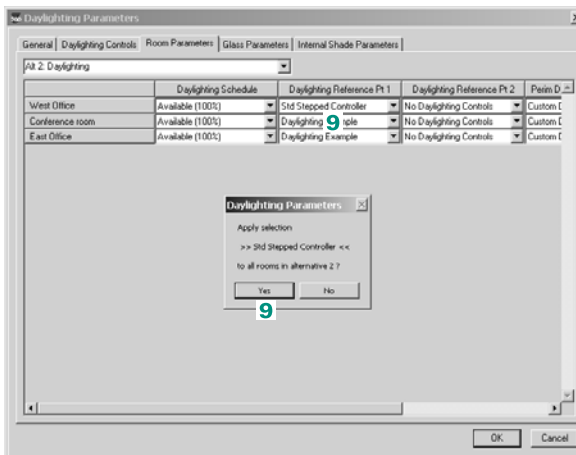 Daylighting Parameters
General Daylighting Controls Room Parameters Glass Parameters Internal Shade Parameters
Alt 2: Daylighting
Daylighting Schedule Daylighting Reference Pt 1 Daylighting Reference Pt 2 Perim D
West Office Available (100%) Std Stepped Controller No Daylighting Controls Custom D
Conference room Available (100%) Daylighting 9 No Daylighting Controls Custom D
East Office Available (100%) Daylighting Example No Daylighting Controls Custom D
Daylighting Parameters
Apply selection
>> Std Stepped Controller <<
to all rooms in alternative 2 ?
Yes No
9
OK Cancel